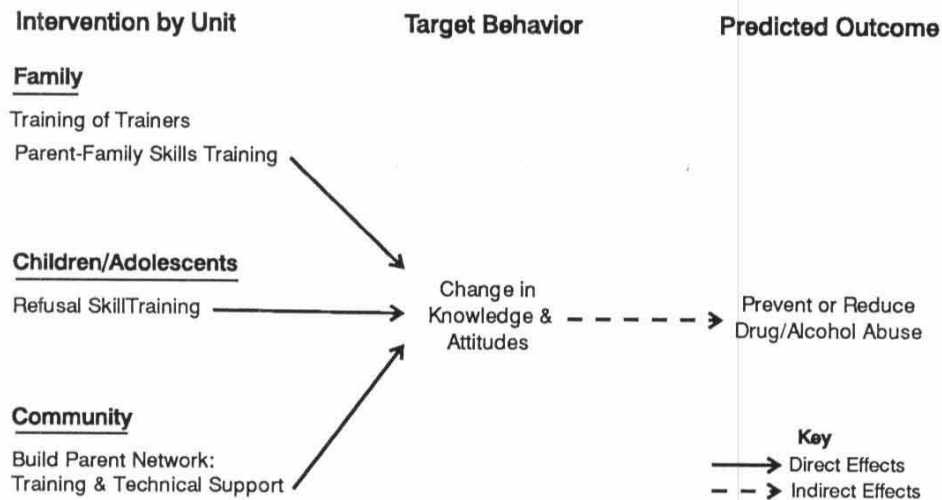 Intervention by Unit
Target Behavior
Predicted Outcome
Family
Training of Trainers
Parent-Family Skills Training
Children/Adolescents
Refusal SkillTraining
Change in
Knowledge &
Attitudes
Prevent or Reduce
Drug/Alcohol Abuse
Community
Build Parent Network:
Training & Technical Support
Key
Direct Effects
Indirect Effects